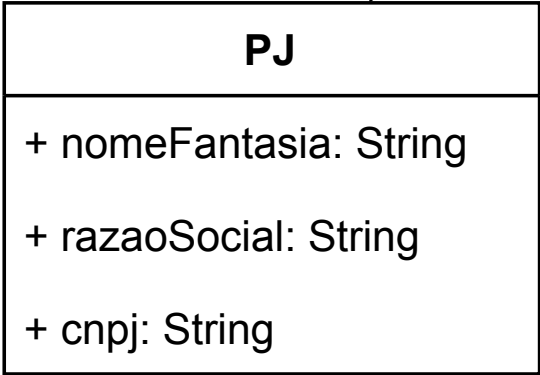 PJ
+ nomeFantasia: String
+ razaoSocial: String
+ cnpj: String